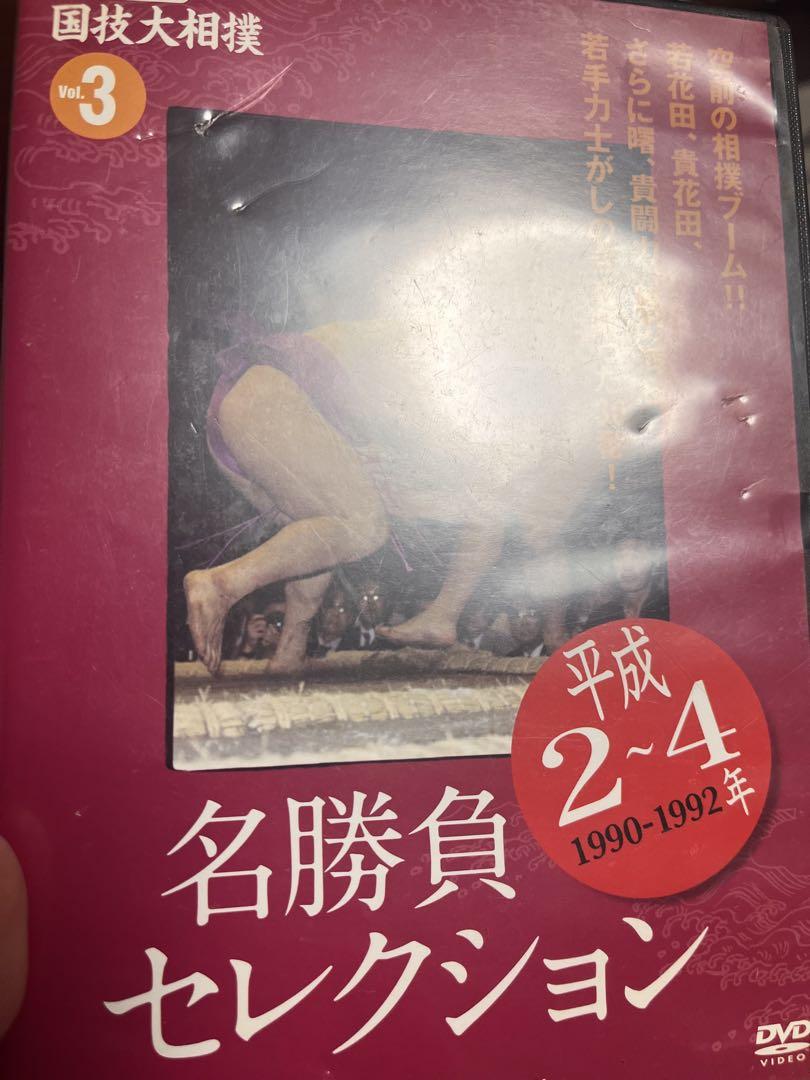 国技大相撲
Vol.3
空前の相撲ブーム!!
若花田、貴花田、
さらに曙、貴闘
若手力士がし
平成
2~4年
1990-1992
名勝負
セレクション
DVD
VIDEO